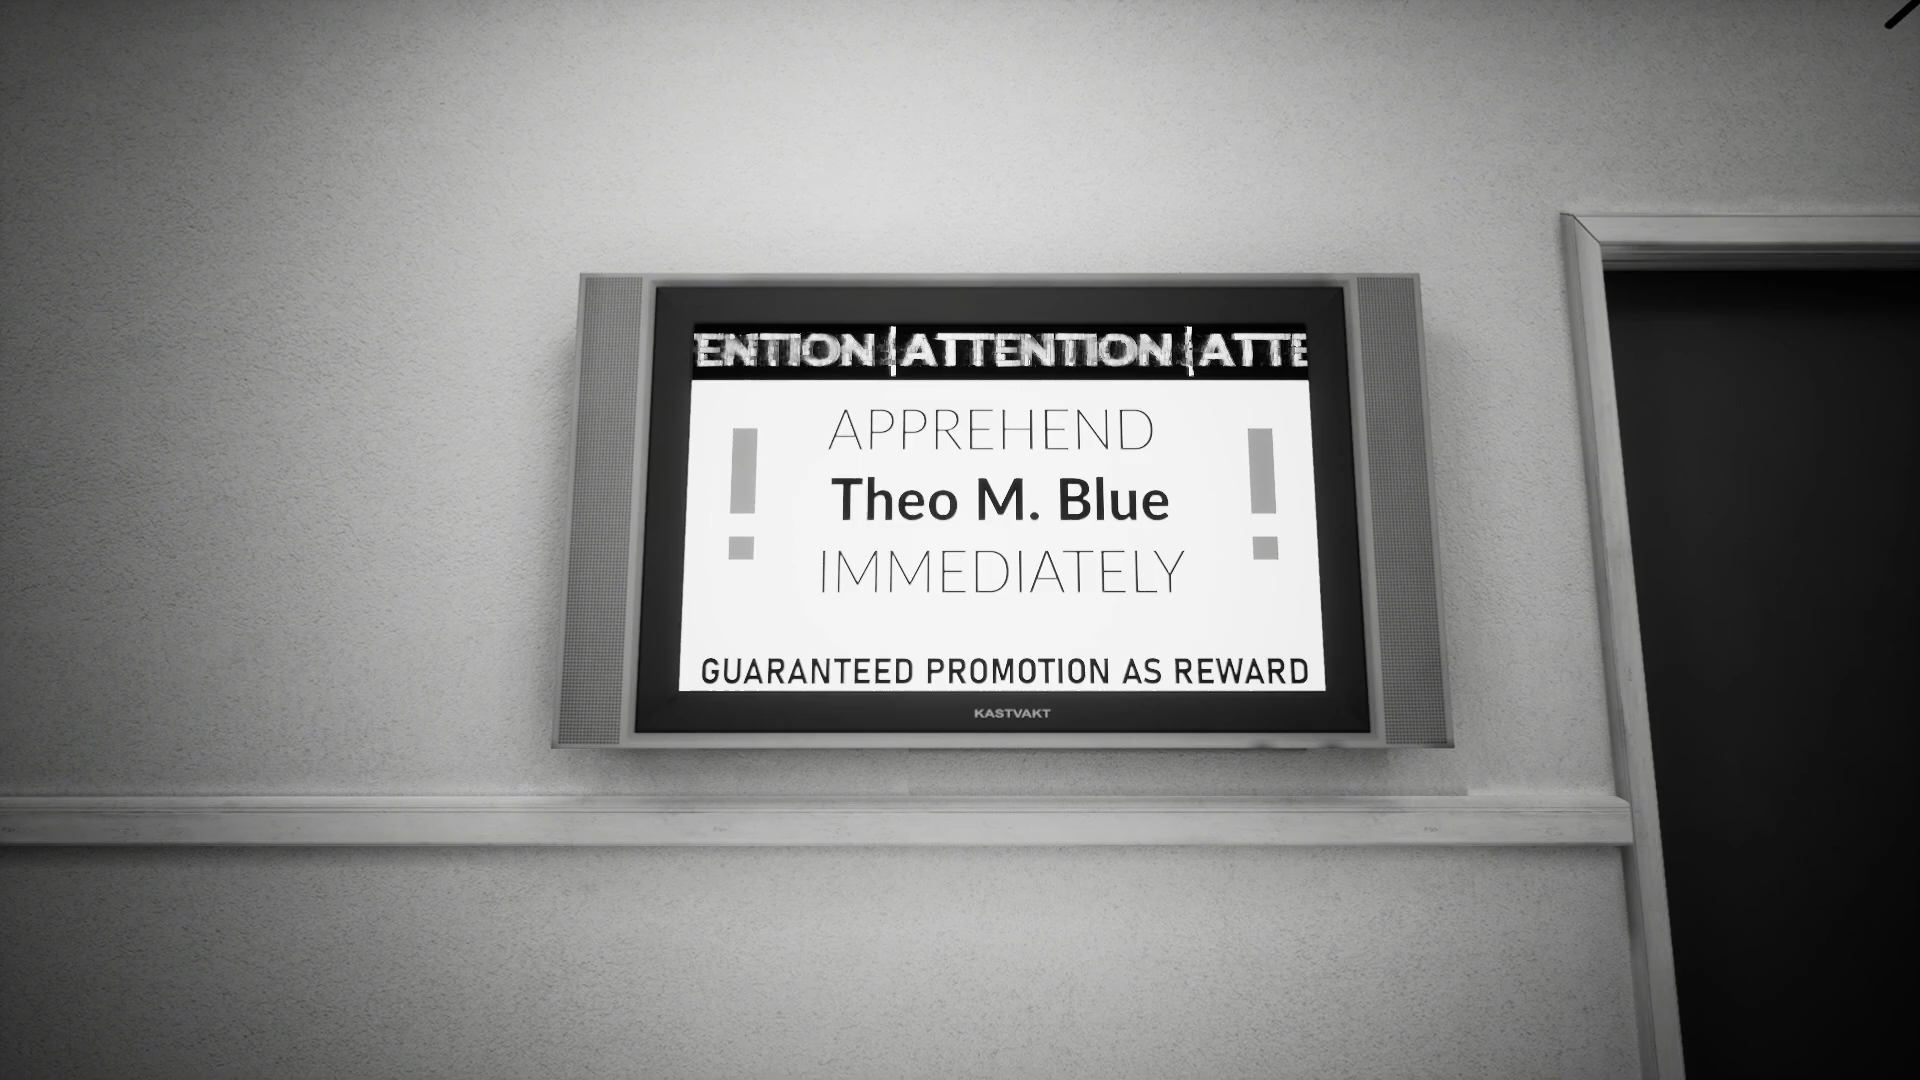 ENTION | ATTENTION | ATTE
APPREHEND
! Theo M. Blue !
IMMEDIATELY
GUARANTEED PROMOTION AS REWARD
KASTVAKT